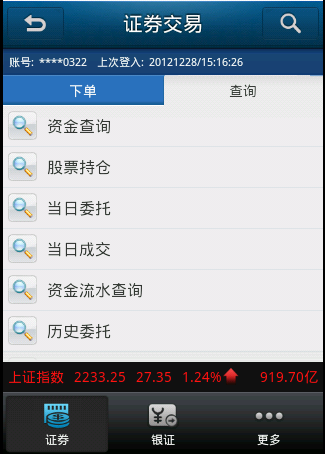 证券交易
账号: ****0322 上次登入: 20121228/15:16:26
下单 查询
资金查询
股票持仓
当日委托
当日成交
资金流水查询
历史委托
上证指数 2233.25 27.35 1.24% 919.70亿
证券 银证 更多